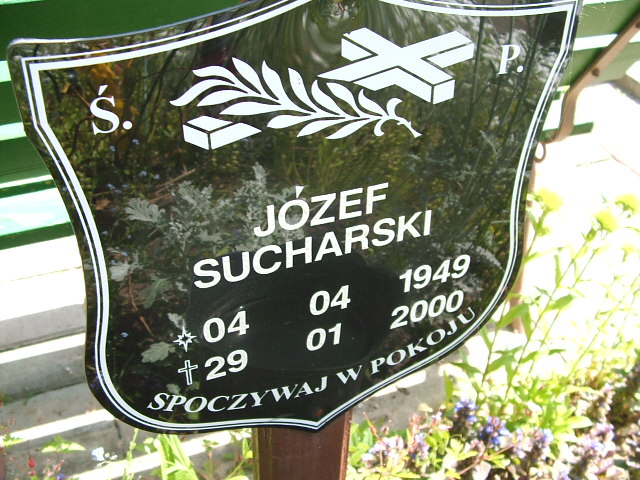 Ś. P.
JÓZEF
SUCHARSKI
04 04 1949
29 01 2000
SPOCZYWAJ W POKOJU